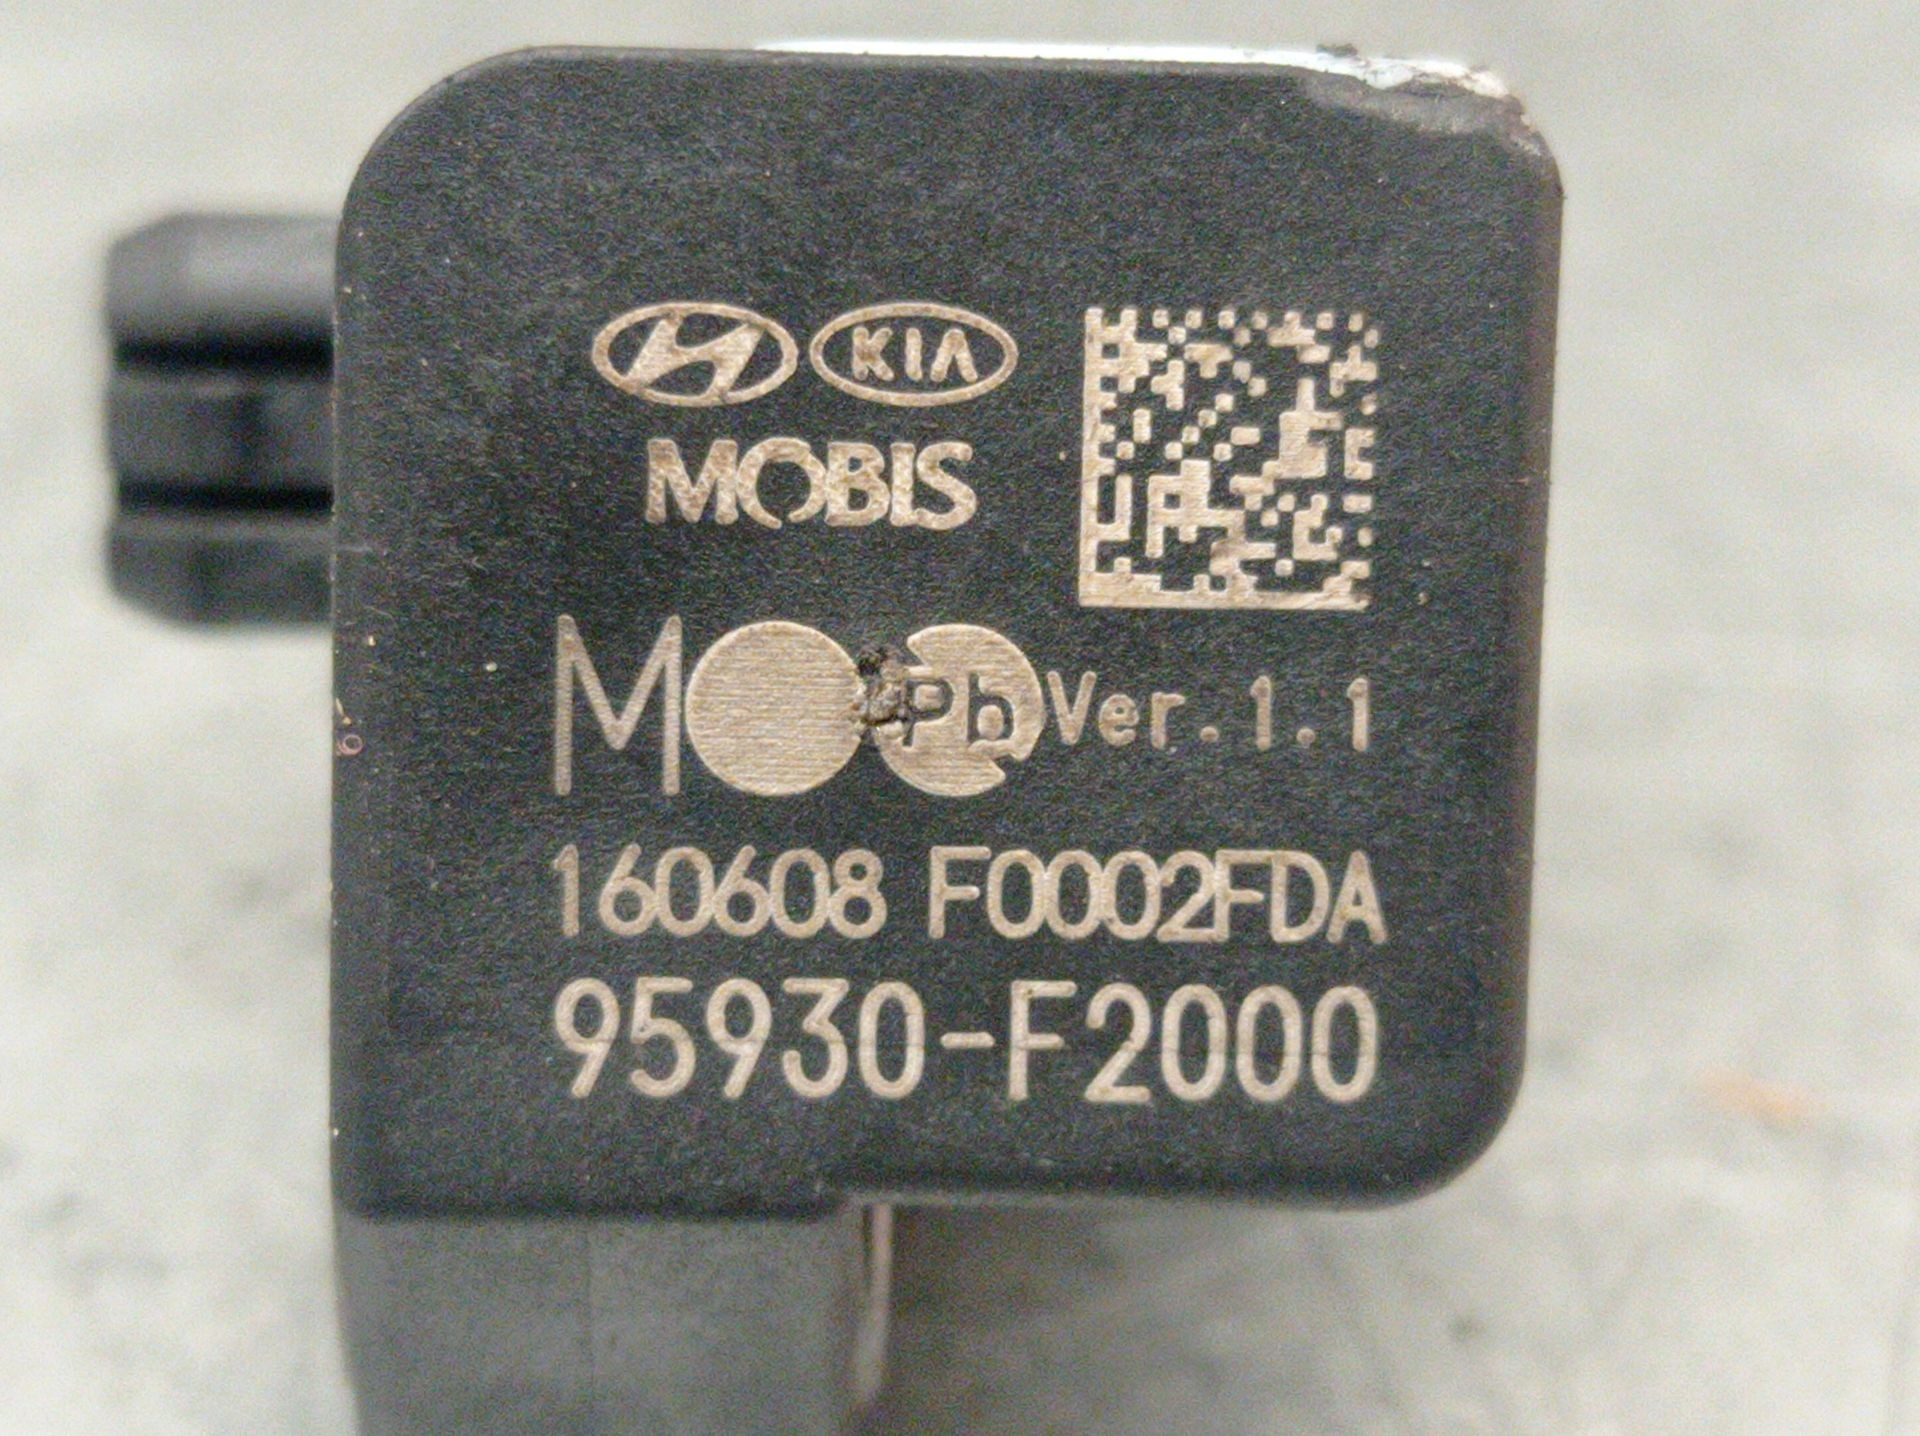 KIA
MOBIS
M Pb Ver.1.1
160608 F0002FDA
95930-F2000